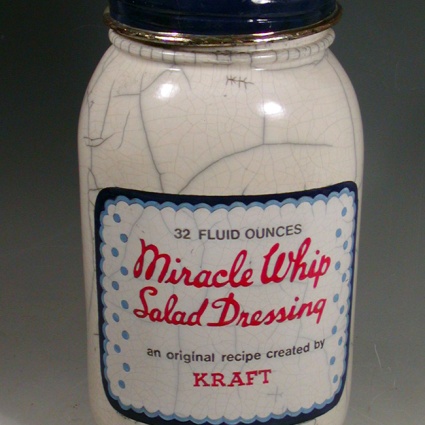 32 FLUID OUNCES
Miracle Whip
Salad Dressing
an original recipe created by
KRAFT